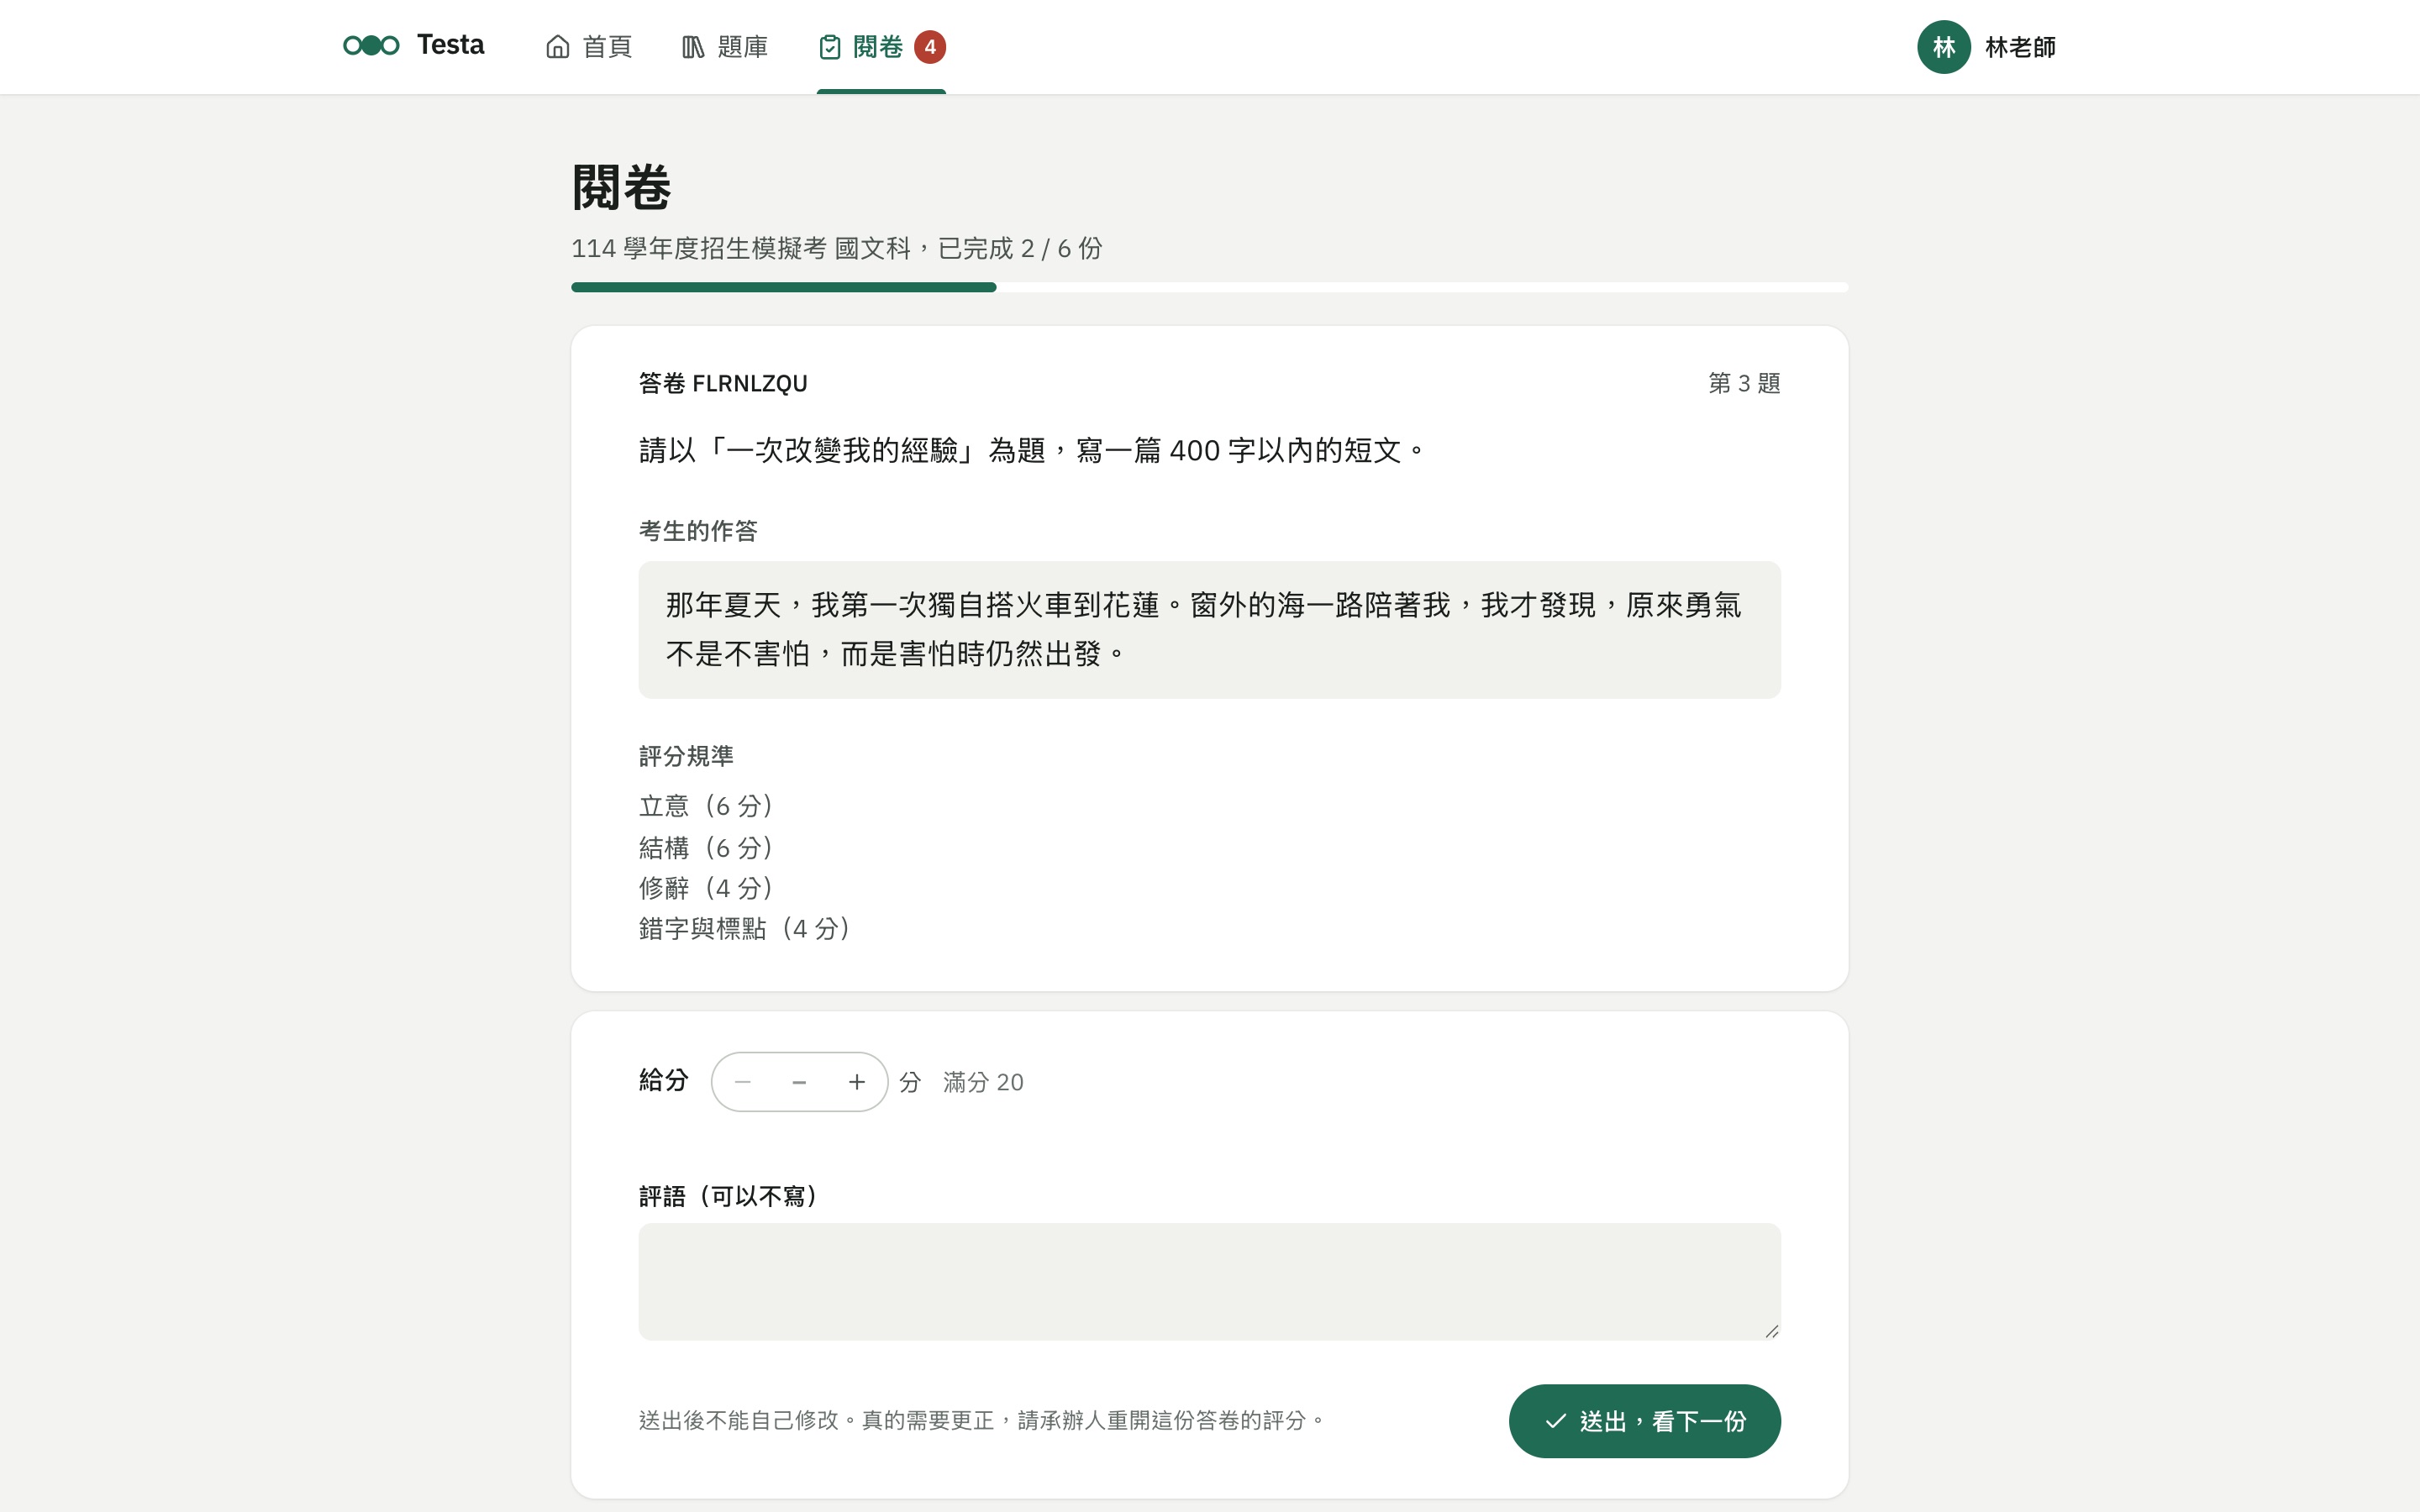 Testa
首頁
題庫
閱卷 4
林 林老師
閱卷
114 學年度招生模擬考 國文科，已完成 2 / 6 份
答卷 FLRNLZQU
第 3 題
請以「一次改變我的經驗」為題，寫一篇 400 字以內的短文。
考生的作答
那年夏天，我第一次獨自搭火車到花蓮。窗外的海一路陪著我，我才發現，原來勇氣
不是不害怕，而是害怕時仍然出發。
評分規準
立意（6 分）
結構（6 分）
修辭（4 分）
錯字與標點（4 分）
給分 − – + 分 滿分 20
評語（可以不寫）
送出後不能自己修改。真的需要更正，請承辦人重開這份答卷的評分。
送出，看下一份